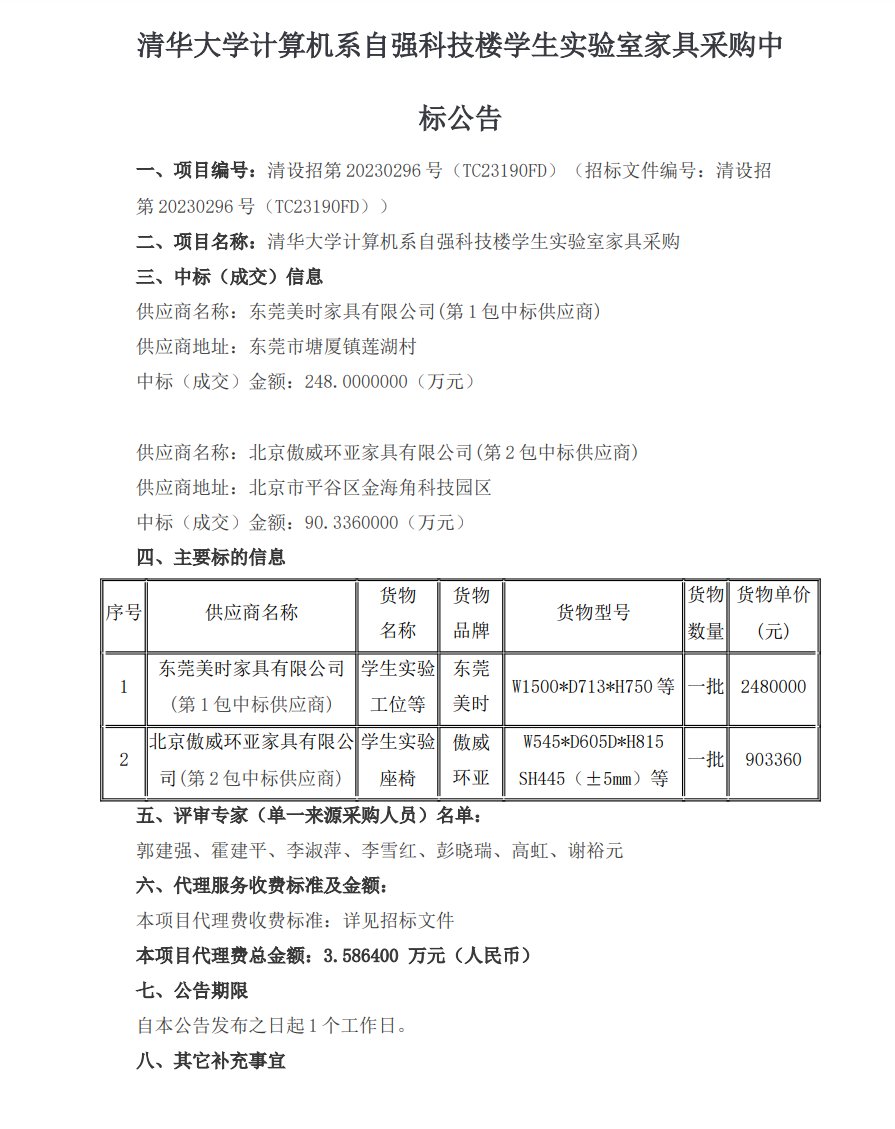 清华大学计算机系自强科技楼学生实验室家具采购中
标公告
一、项目编号：清设招第 20230296 号（TC23190FD）（招标文件编号：清设招
第 20230296 号（TC23190FD））
二、项目名称：清华大学计算机系自强科技楼学生实验室家具采购
三、中标（成交）信息
供应商名称：东莞美时家具有限公司(第 1 包中标供应商)
供应商地址：东莞市塘厦镇莲湖村
中标（成交）金额：248.0000000（万元）
供应商名称：北京傲威环亚家具有限公司(第 2 包中标供应商)
供应商地址：北京市平谷区金海角科技园区
中标（成交）金额：90.3360000（万元）
四、主要标的信息
序号 供应商名称 货物名称 货物品牌 货物型号 货物数量 货物单价(元)
1 东莞美时家具有限公司(第 1 包中标供应商) 学生实验工位等 东莞美时 W1500*D713*H750 等 一批 2480000
2 北京傲威环亚家具有限公司(第 2 包中标供应商) 学生实验座椅 傲威环亚 W545*D605D*H815 SH445（±5mm）等 一批 903360
五、评审专家（单一来源采购人员）名单：
郭建强、霍建平、李淑萍、李雪红、彭晓瑞、高虹、谢裕元
六、代理服务收费标准及金额：
本项目代理费收费标准：详见招标文件
本项目代理费总金额：3.586400 万元（人民币）
七、公告期限
自本公告发布之日起 1 个工作日。
八、其它补充事宜